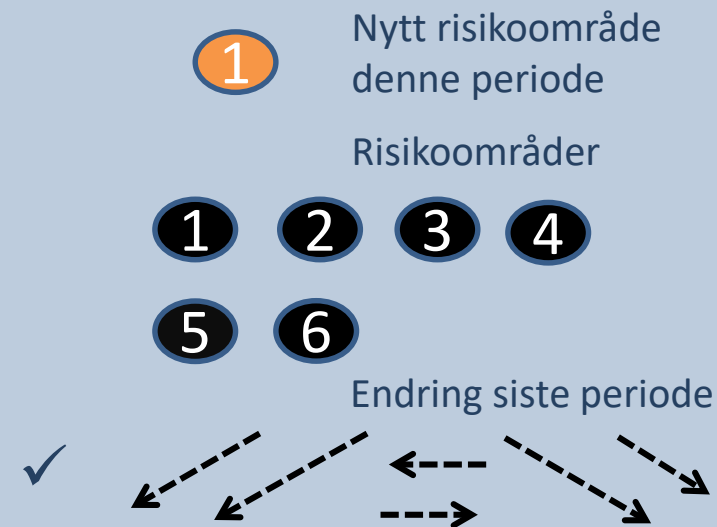 1
Nytt risikoområde
denne periode
Risikoområder
1 2 3 4
5 6
Endring siste periode
✓